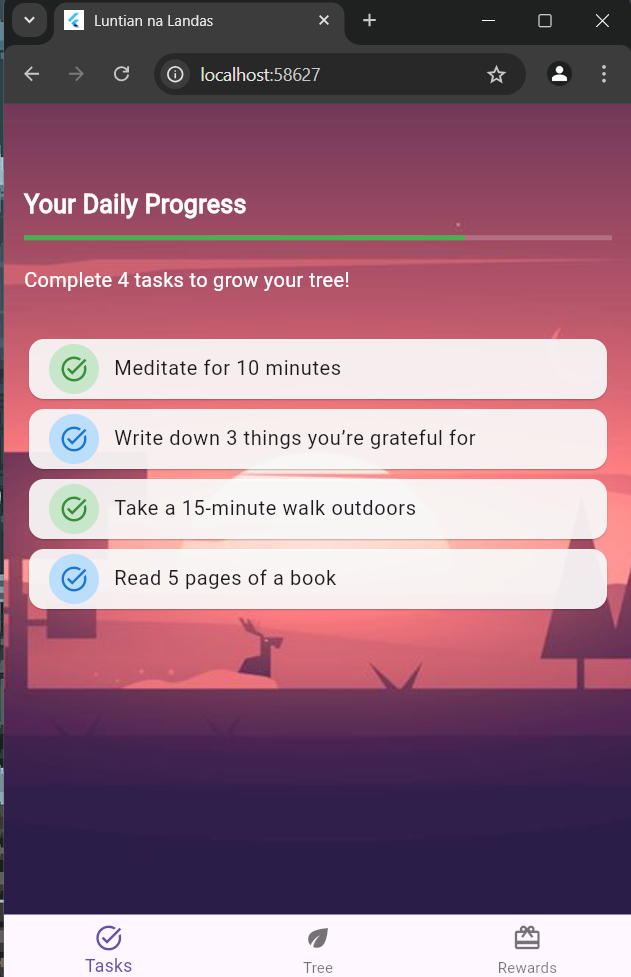 Luntian na Landas
localhost:58627
Your Daily Progress
Complete 4 tasks to grow your tree!
Meditate for 10 minutes
Write down 3 things you’re grateful for
Take a 15-minute walk outdoors
Read 5 pages of a book
Tasks
Tree
Rewards